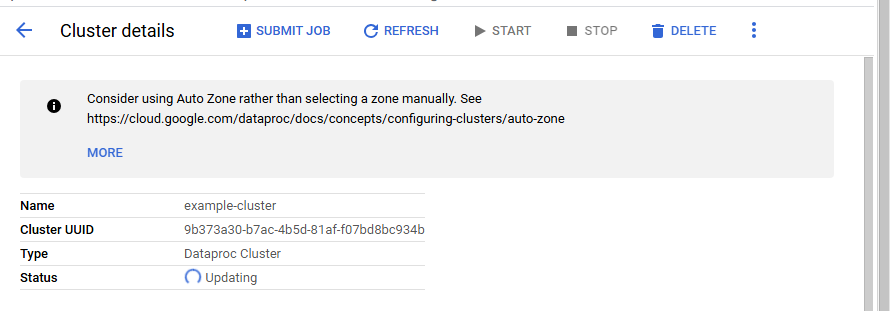 Cluster details
SUBMIT JOB
REFRESH
START
STOP
DELETE
Consider using Auto Zone rather than selecting a zone manually. See
https://cloud.google.com/dataproc/docs/concepts/configuring-clusters/auto-zone
MORE
Name example-cluster
Cluster UUID 9b373a30-b7ac-4b5d-81af-f07bd8bc934b
Type Dataproc Cluster
Status Updating